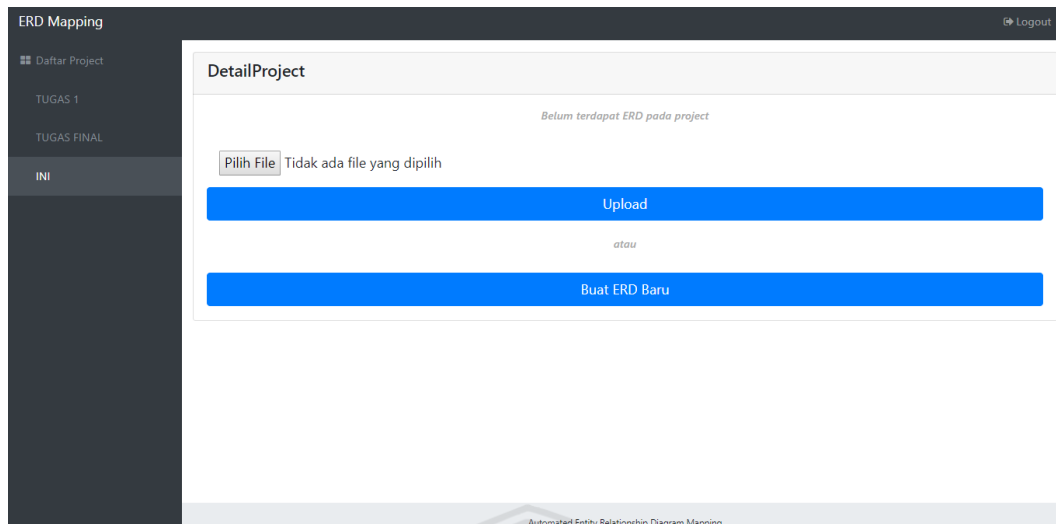 ERD Mapping
Logout
Daftar Project
TUGAS 1
TUGAS FINAL
INI
DetailProject
Belum terdapat ERD pada project
Pilih File Tidak ada file yang dipilih
Upload
atau
Buat ERD Baru
Automated Entity Relationship Diagram Mapping